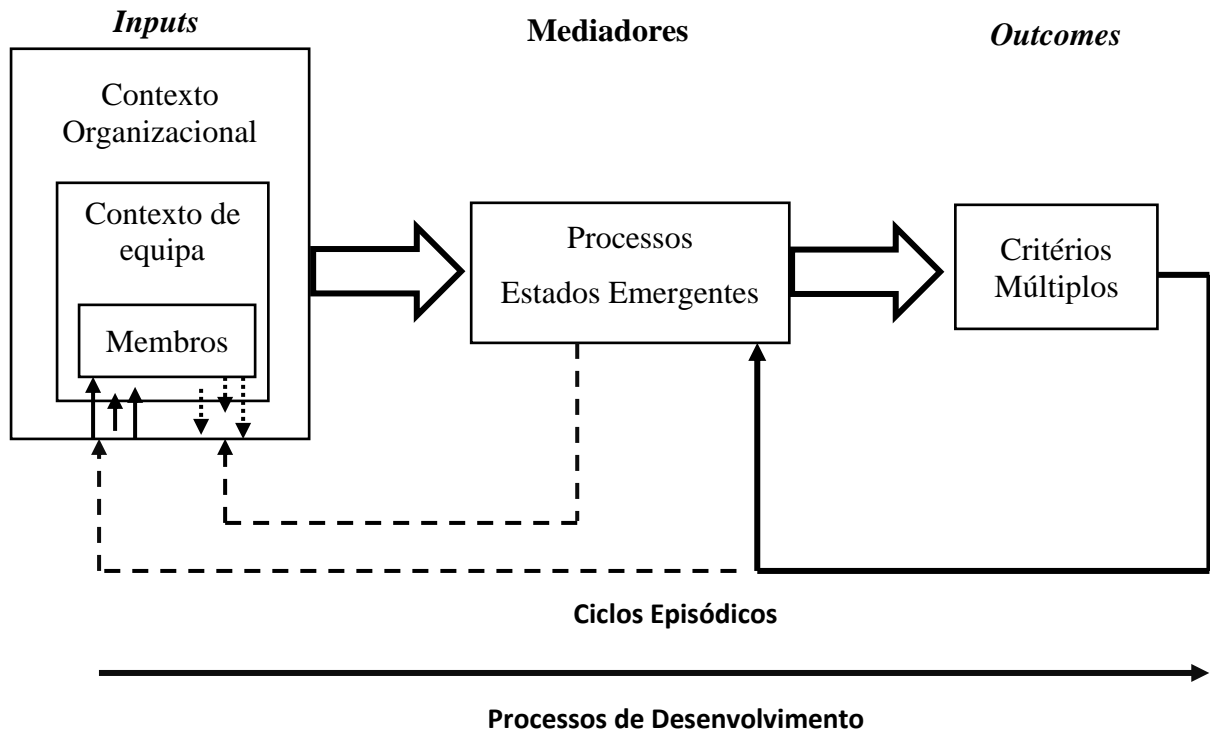 Inputs
Mediadores
Outcomes
Contexto
Organizacional
Contexto de
equipa
Membros
Processos
Estados Emergentes
Critérios
Múltiplos
Ciclos Episódicos
Processos de Desenvolvimento